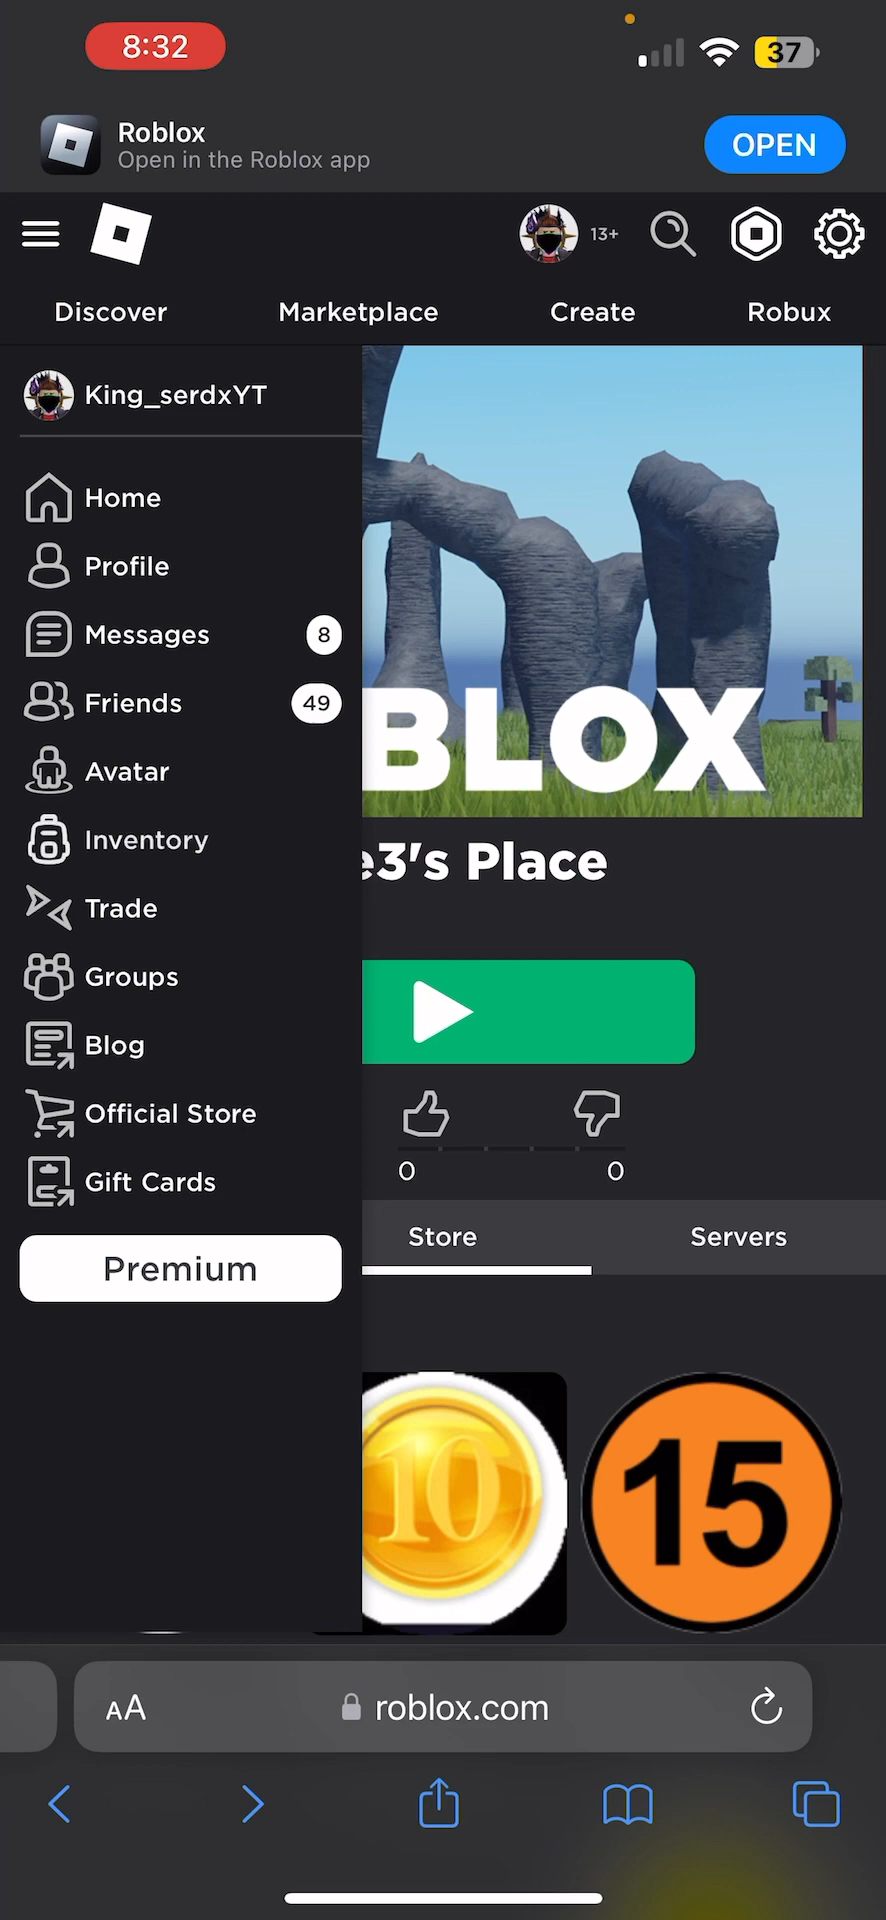 8:32
37
Roblox
Open in the Roblox app
OPEN
13+
Discover Marketplace Create Robux
King_serdxYT
Home
Profile
Messages 8
Friends 49
Avatar
Inventory
Trade
Groups
Blog
Official Store
Gift Cards
Premium
BLOX
e3's Place
0 0
Store Servers
10
15
AA roblox.com